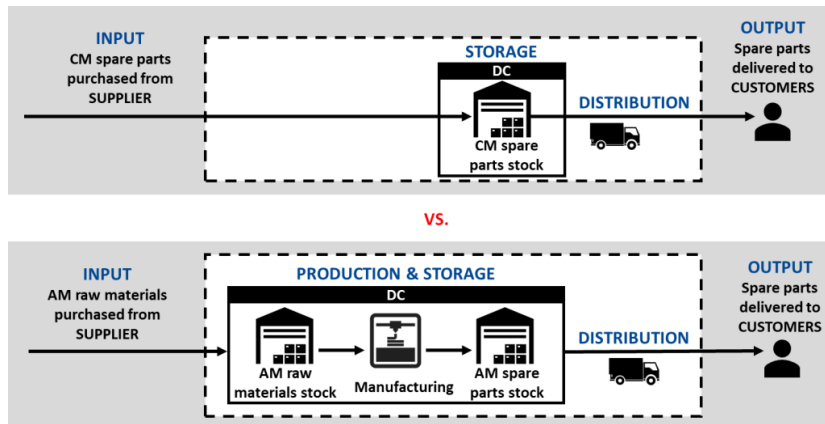 INPUT
CM spare parts
purchased from
SUPPLIER
STORAGE
DC
CM spare
parts stock
DISTRIBUTION
OUTPUT
Spare parts
delivered to
CUSTOMERS
VS.
INPUT
AM raw materials
purchased from
SUPPLIER
PRODUCTION & STORAGE
DC
AM raw
materials stock
Manufacturing
AM spare
parts stock
DISTRIBUTION
OUTPUT
Spare parts
delivered to
CUSTOMERS